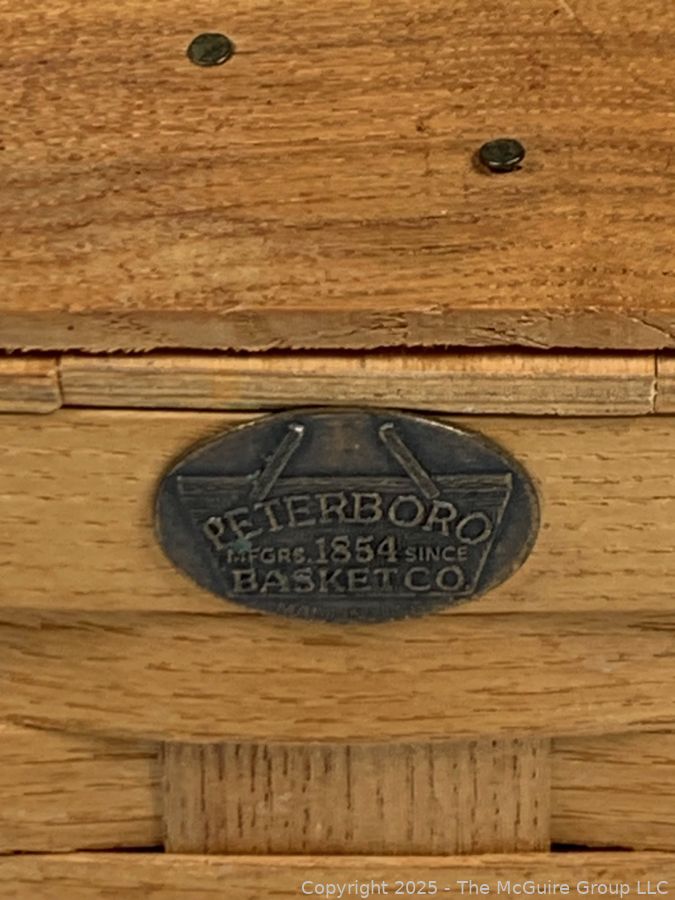 PETERBORO
MFGRS. 1854 SINCE
BASKET CO.
Copyright 2025 - The McGuire Group LLC